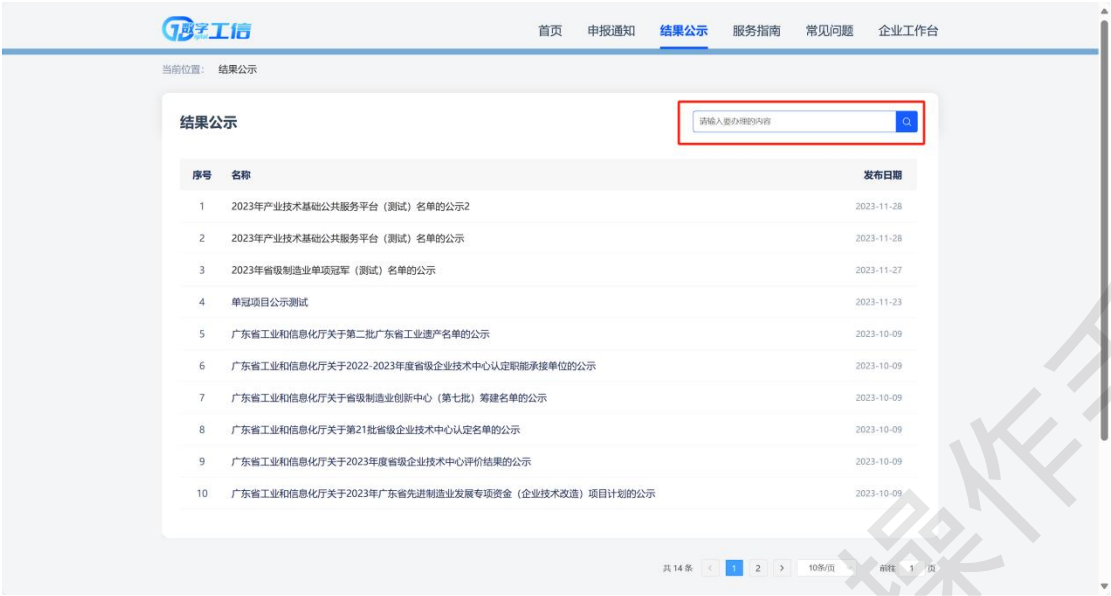 数字工信
首页 申报通知 结果公示 服务指南 常见问题 企业工作台
当前位置： 结果公示
结果公示
请输入要办理的内容
序号 名称 发布日期
1 2023年产业技术基础公共服务平台（测试）名单的公示2 2023-11-28
2 2023年产业技术基础公共服务平台（测试）名单的公示 2023-11-28
3 2023年省级制造业单项冠军（测试）名单的公示 2023-11-27
4 单冠项目公示测试 2023-11-23
5 广东省工业和信息化厅关于第二批广东省工业遗产名单的公示 2023-10-09
6 广东省工业和信息化厅关于2022-2023年度省级企业技术中心认定职能承接单位的公示 2023-10-09
7 广东省工业和信息化厅关于省级制造业创新中心（第七批）筹建名单的公示 2023-10-09
8 广东省工业和信息化厅关于第21批省级企业技术中心认定名单的公示 2023-10-09
9 广东省工业和信息化厅关于2023年度省级企业技术中心评价结果的公示 2023-10-09
10 广东省工业和信息化厅关于2023年广东省先进制造业发展专项资金（企业技术改造）项目计划的公示 2023-10-09
共 14 条 1 2 10条/页 前往 1 页
操作手